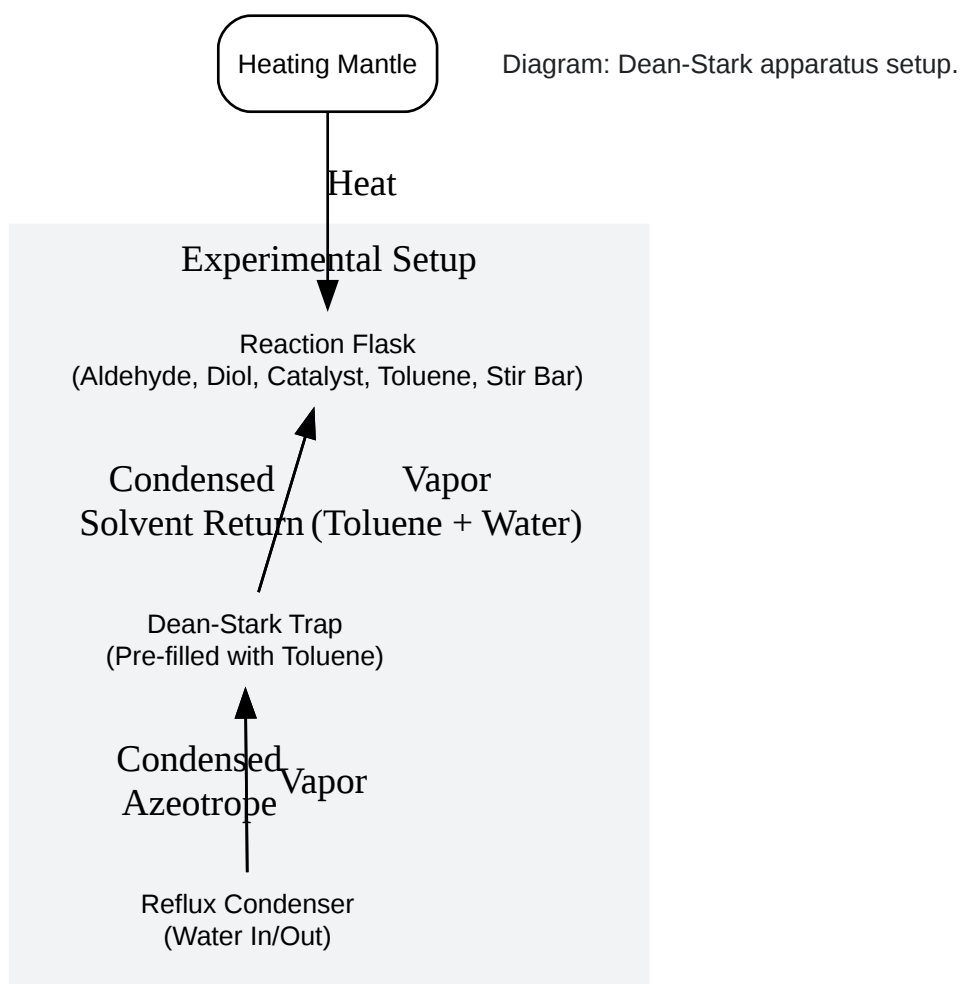 Heating Mantle
Diagram: Dean-Stark apparatus setup.
Heat
Experimental Setup
Reaction Flask
(Aldehyde, Diol, Catalyst, Toluene, Stir Bar)
Condensed
Solvent Return
Vapor
(Toluene + Water)
Dean-Stark Trap
(Pre-filled with Toluene)
Condensed
Azeotrope
Vapor
Reflux Condenser
(Water In/Out)